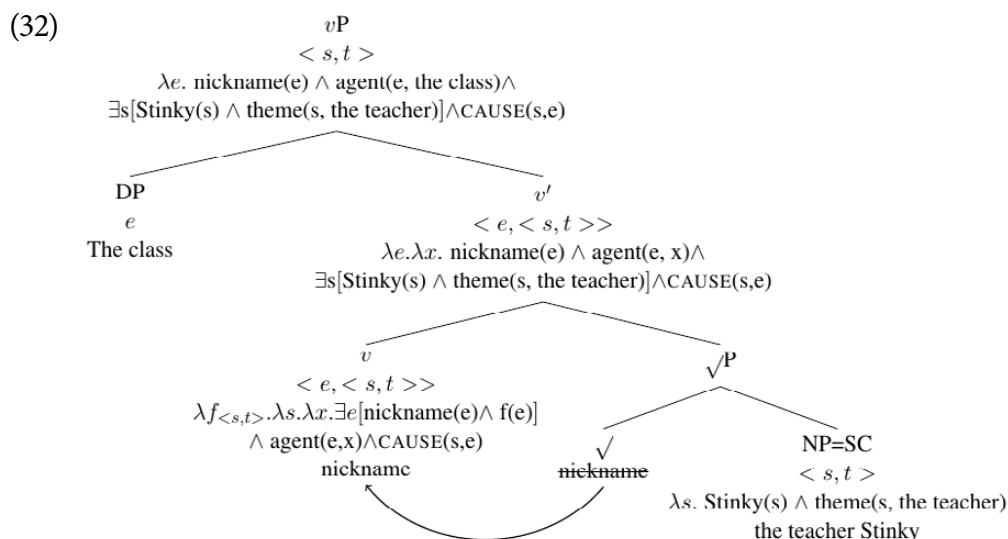 (32)
vP
< s, t >
λe. nickname(e) ∧ agent(e, the class)∧
∃s[Stinky(s) ∧ theme(s, the teacher)]∧CAUSE(s,e)
DP
e
The class
v′
< e, < s, t >>
λe.λx. nickname(e) ∧ agent(e, x)∧
∃s[Stinky(s) ∧ theme(s, the teacher)]∧CAUSE(s,e)
v
< e, < s, t >>
λf<s,t>.λs.λx.∃e[nickname(e)∧ f(e)]
∧ agent(e,x)∧CAUSE(s,e)
nickname
√P
√
nickname
NP=SC
< s, t >
λs. Stinky(s) ∧ theme(s, the teacher)
the teacher Stinky